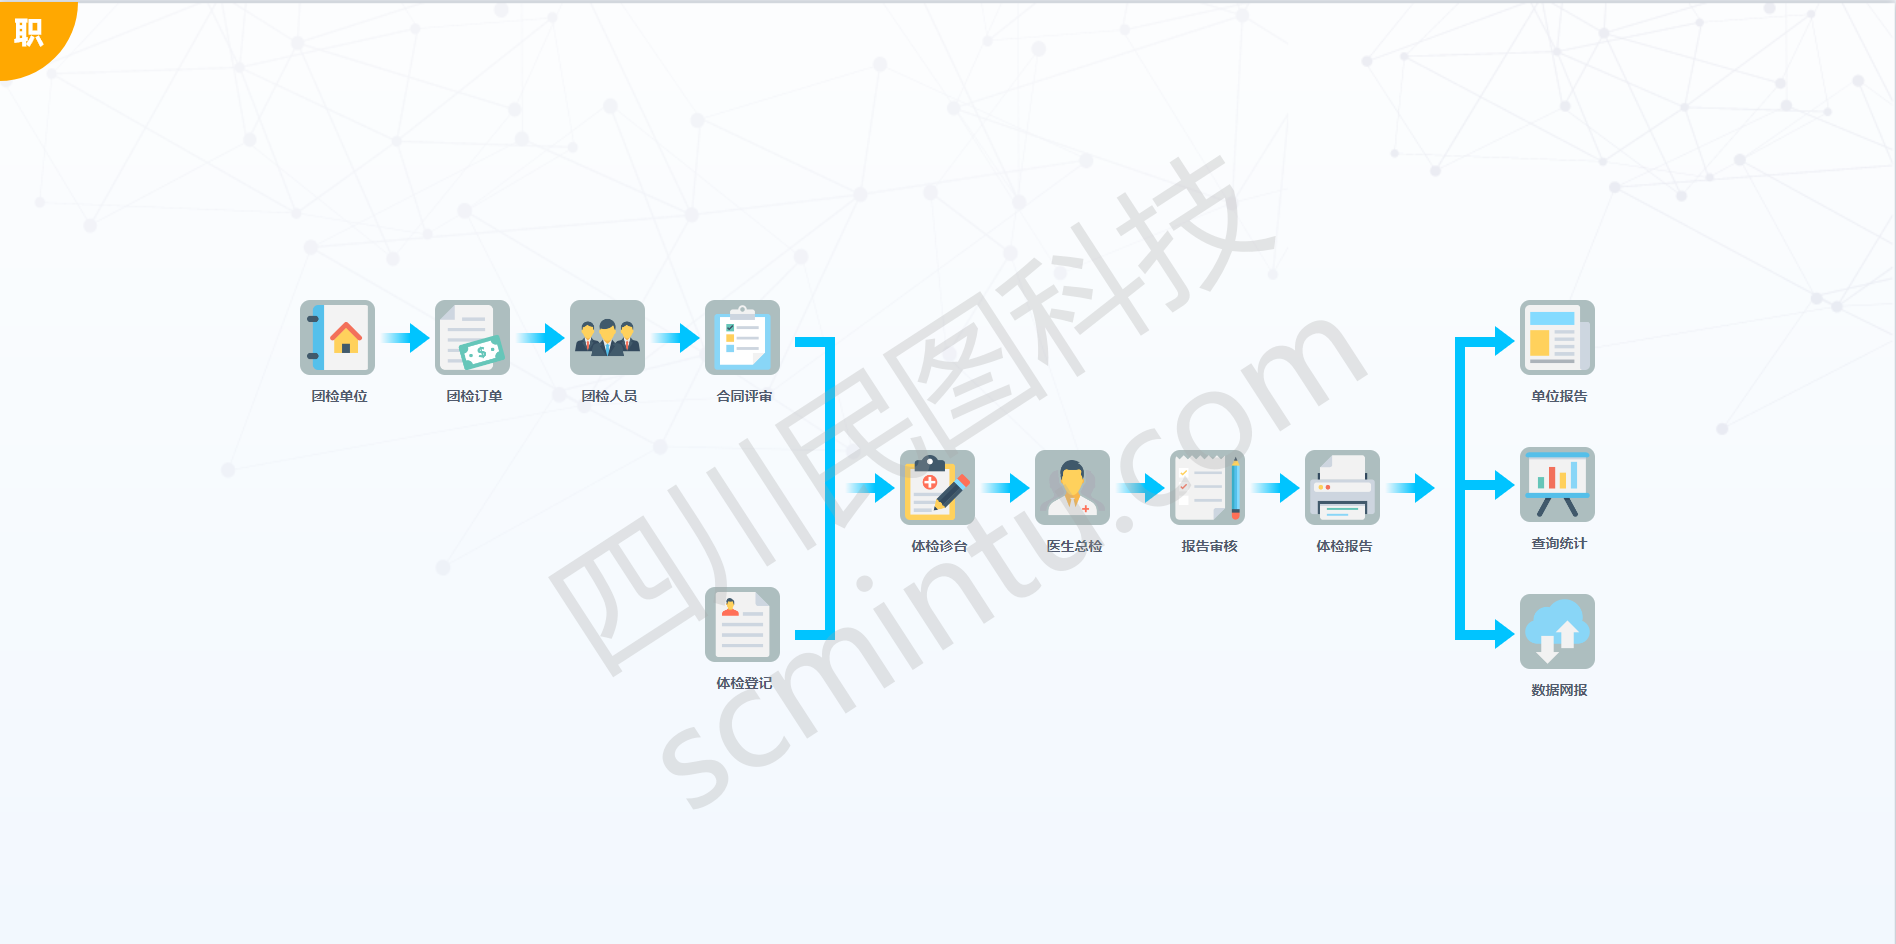 职
团检单位
团检订单
团检人员
合同评审
单位报告
体检诊台
医生总检
报告审核
体检报告
查询统计
体检登记
数据网报
四川民图科技
scmintu.com